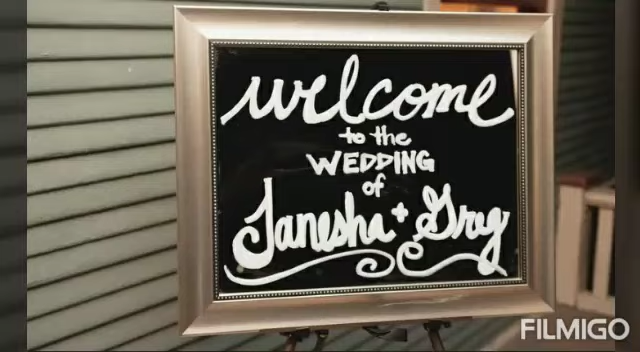 welcome
to the
WEDDING
of
Janesha + Greg
FILMIGO